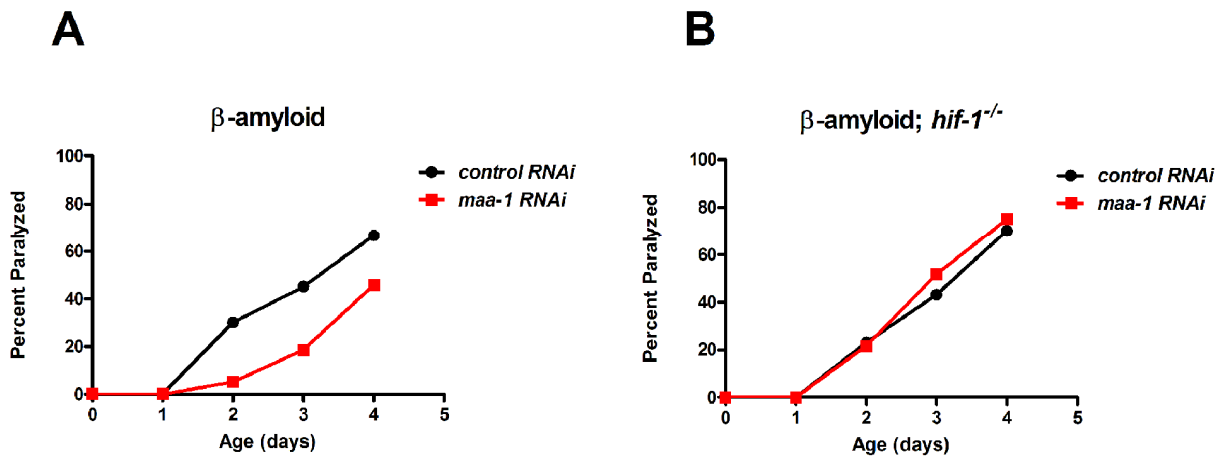 A
β-amyloid
Percent Paralyzed
100
80
60
40
20
0
0 1 2 3 4 5
Age (days)
control RNAi
maa-1 RNAi
B
β-amyloid; hif-1-/-
Percent Paralyzed
100
80
60
40
20
0
0 1 2 3 4 5
Age (days)
control RNAi
maa-1 RNAi